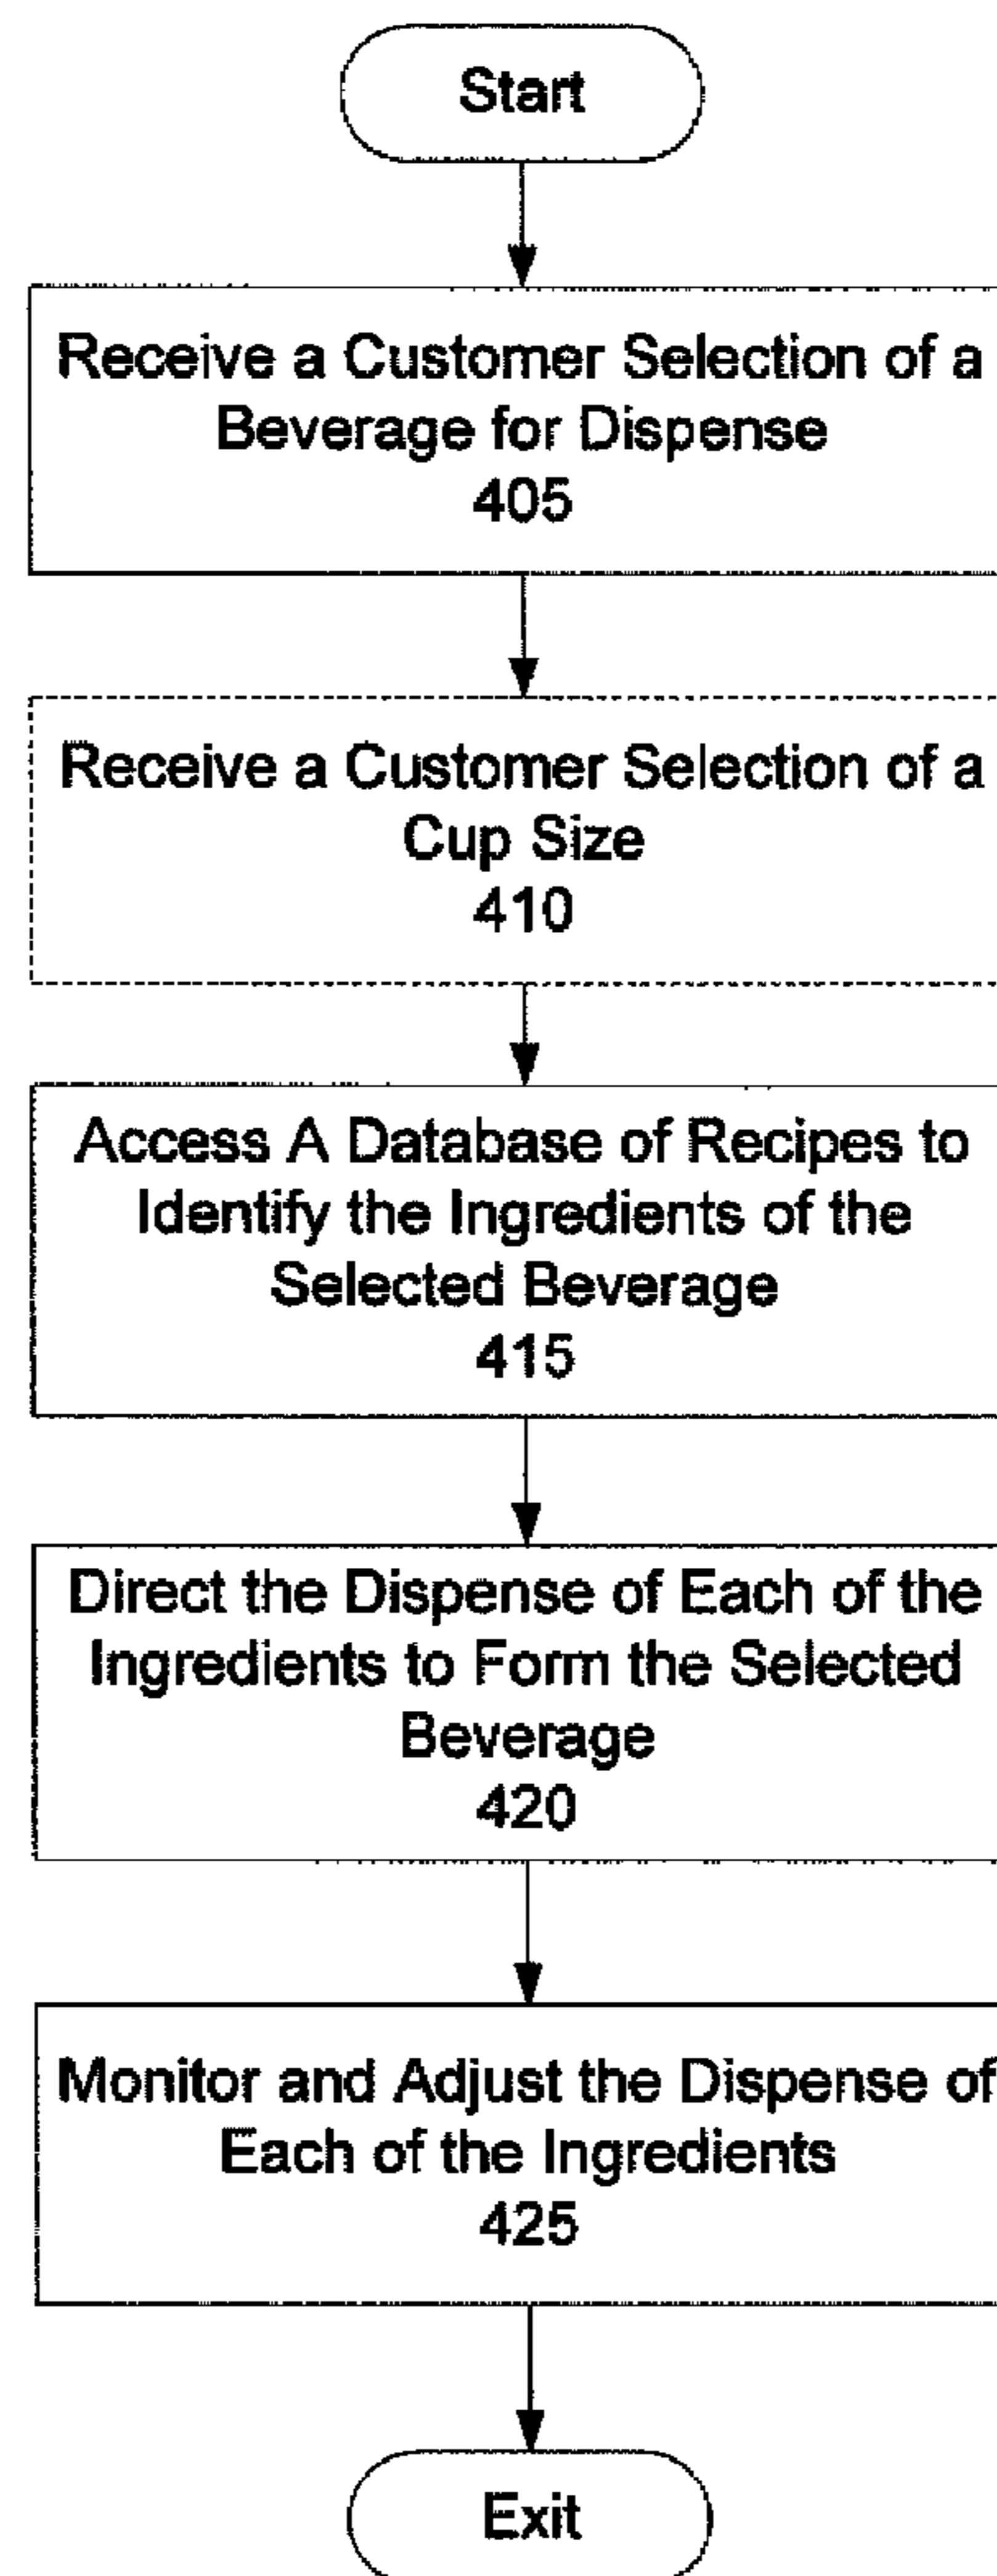 Start
Receive a Customer Selection of a
Beverage for Dispense
405
Receive a Customer Selection of a
Cup Size
410
Access A Database of Recipes to
Identify the Ingredients of the
Selected Beverage
415
Direct the Dispense of Each of the
Ingredients to Form the Selected
Beverage
420
Monitor and Adjust the Dispense of
Each of the Ingredients
425
Exit